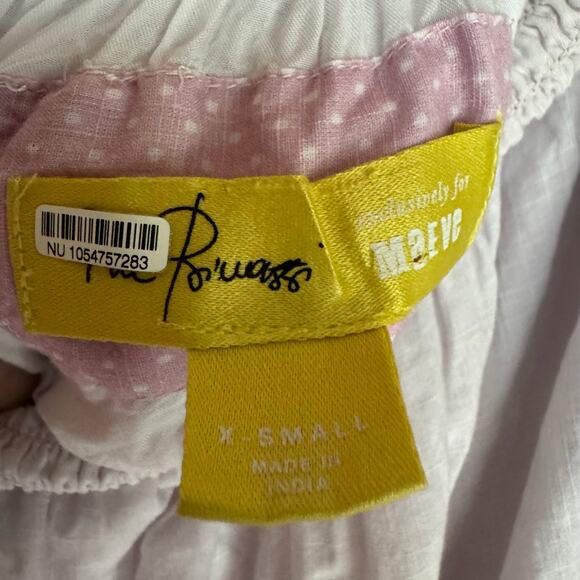 NU 1054757283
exclusively for
Maeve
X-SMALL
MADE IN
INDIA